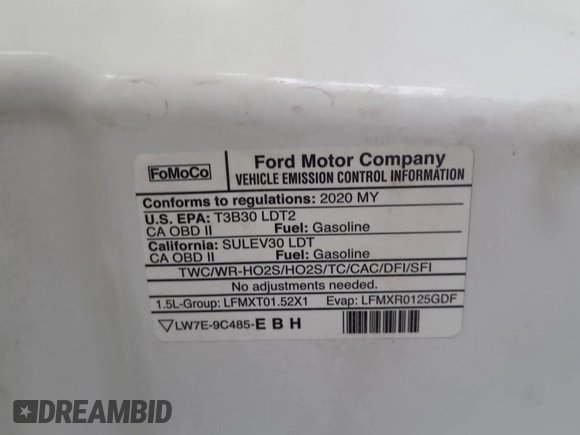 FoMoCo
Ford Motor Company
VEHICLE EMISSION CONTROL INFORMATION
Conforms to regulations: 2020 MY
U.S. EPA: T3B30 LDT2
CA OBD II Fuel: Gasoline
California: SULEV30 LDT
CA OBD II Fuel: Gasoline
TWC/WR-HO2S/HO2S/TC/CAC/DFI/SFI
No adjustments needed.
1.5L-Group: LFMXT01.52X1 Evap: LFMXR0125GDF
LW7E-9C485-E B H
DREAMBID